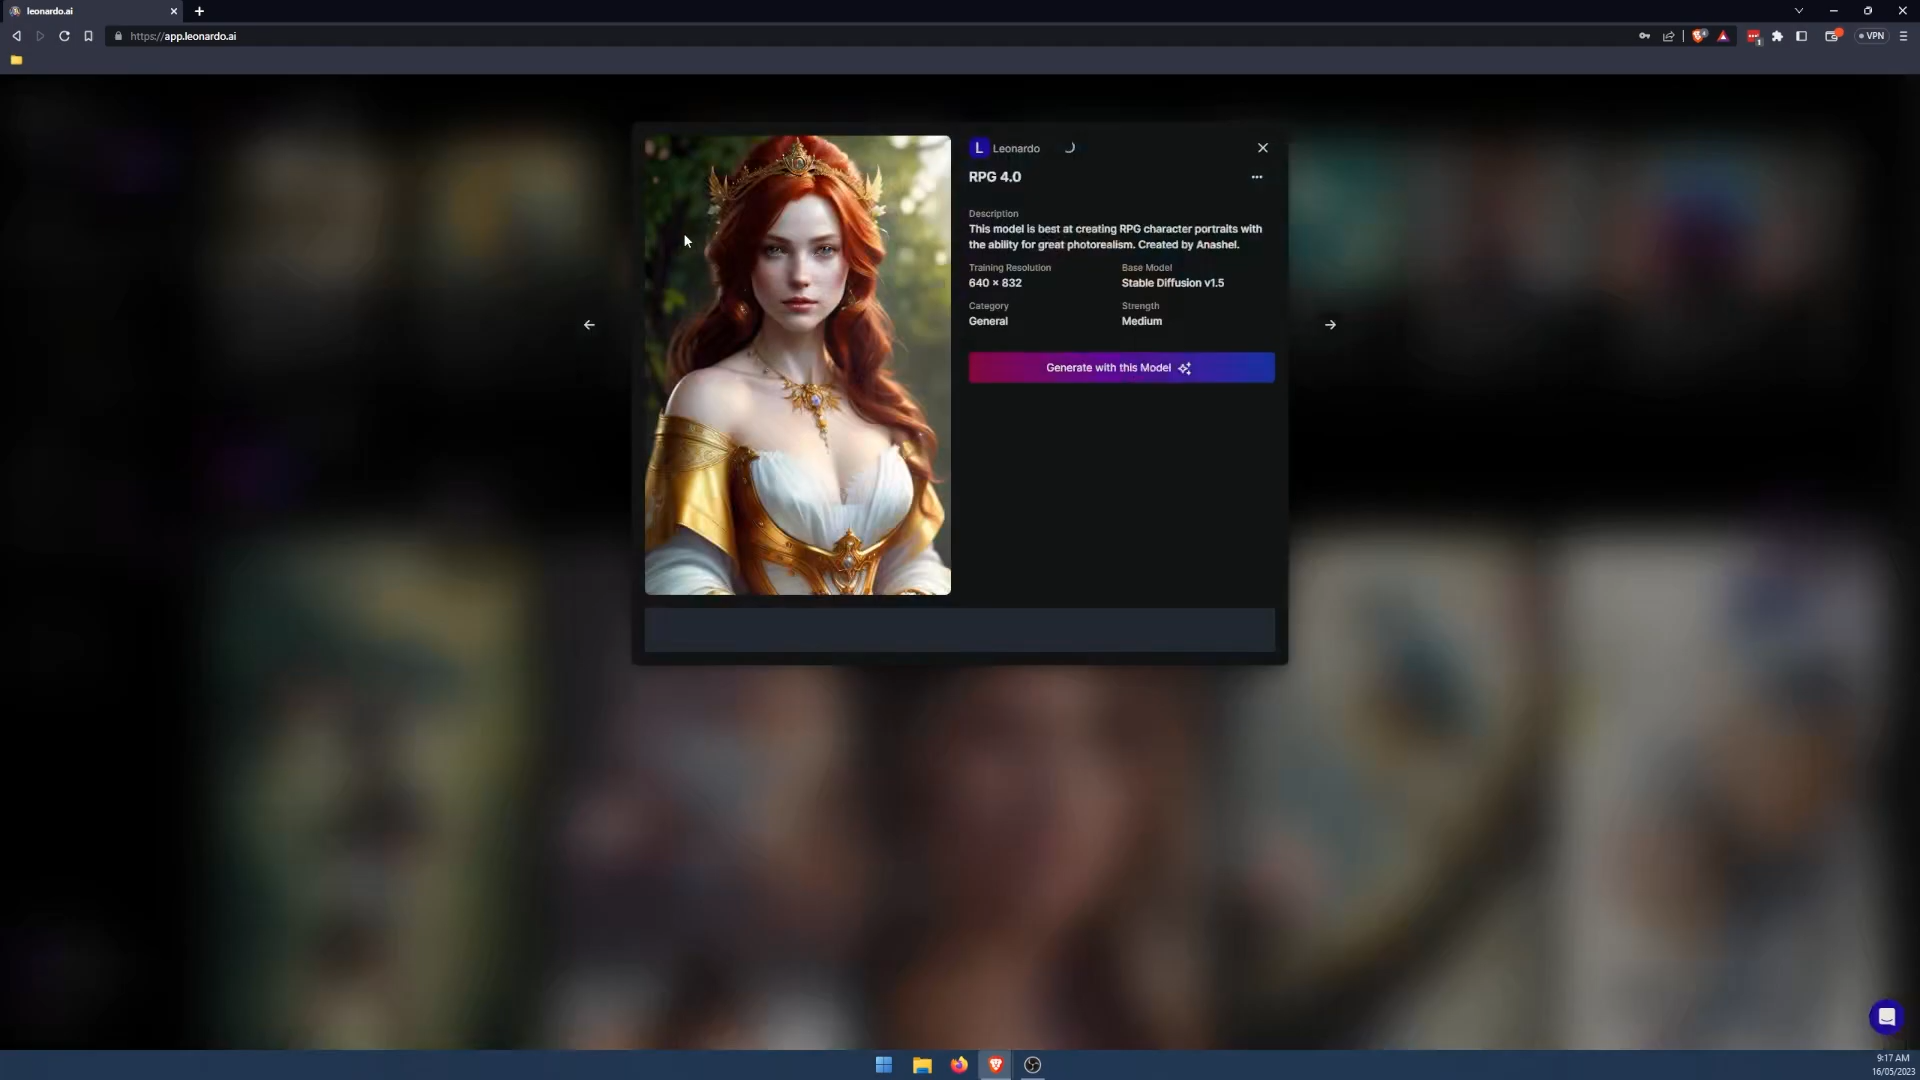 leonardo.ai
https://app.leonardo.ai
VPN
L Leonardo
RPG 4.0
Description
This model is best at creating RPG character portraits with
the ability for great photorealism. Created by Anashel.
Training Resolution
Base Model
640 × 832
Stable Diffusion v1.5
Category
Strength
General
Medium
Generate with this Model
9:17 AM
16/05/2023